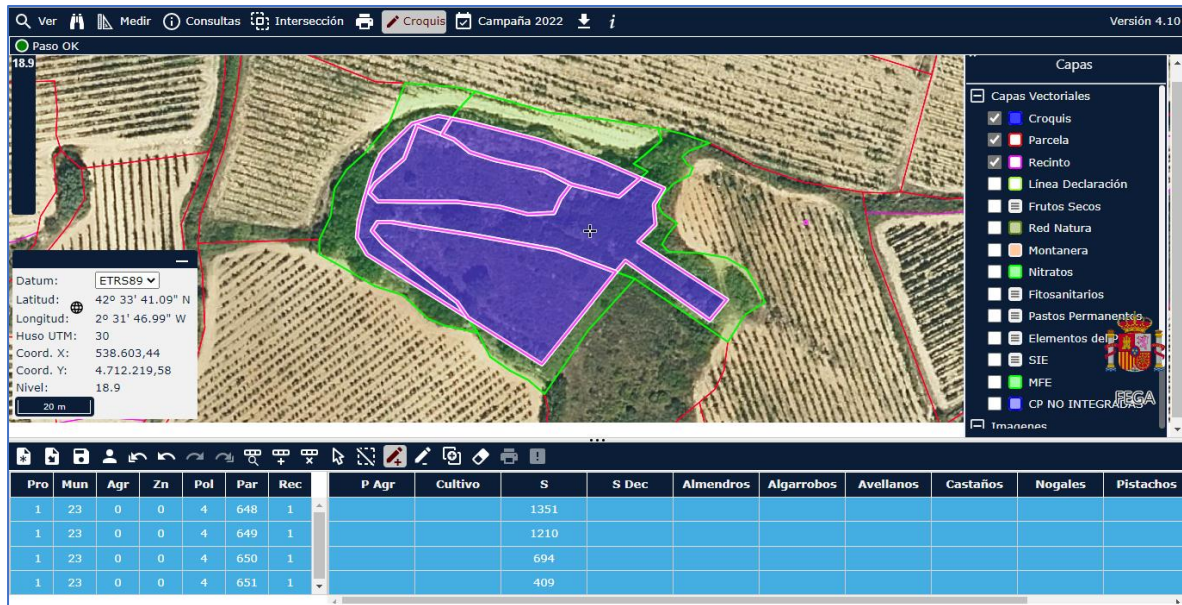 Ver Medir Consultas Intersección Croquis Campaña 2022 i Versión 4.10
Paso OK
18.9
Capas
Capas Vectoriales
Croquis
Parcela
Recinto
Línea Declaración
Frutos Secos
Red Natura
Montanera
Nitratos
Fitosanitarios
Pastos Permanentes
Elementos del P
SIE
MFE
CP NO INTEGRADAS
FEGA
Imagenes
Datum: ETRS89
Latitud: 42º 33' 41.09" N
Longitud: 2º 31' 46.99" W
Huso UTM: 30
Coord. X: 538.603,44
Coord. Y: 4.712.219,58
Nivel: 18.9
20 m
Pro Mun Agr Zn Pol Par Rec P Agr Cultivo S S Dec Almendros Algarrobos Avellanos Castaños Nogales Pistachos
1 23 0 0 4 648 1 1351
1 23 0 0 4 649 1 1210
1 23 0 0 4 650 1 694
1 23 0 0 4 651 1 409